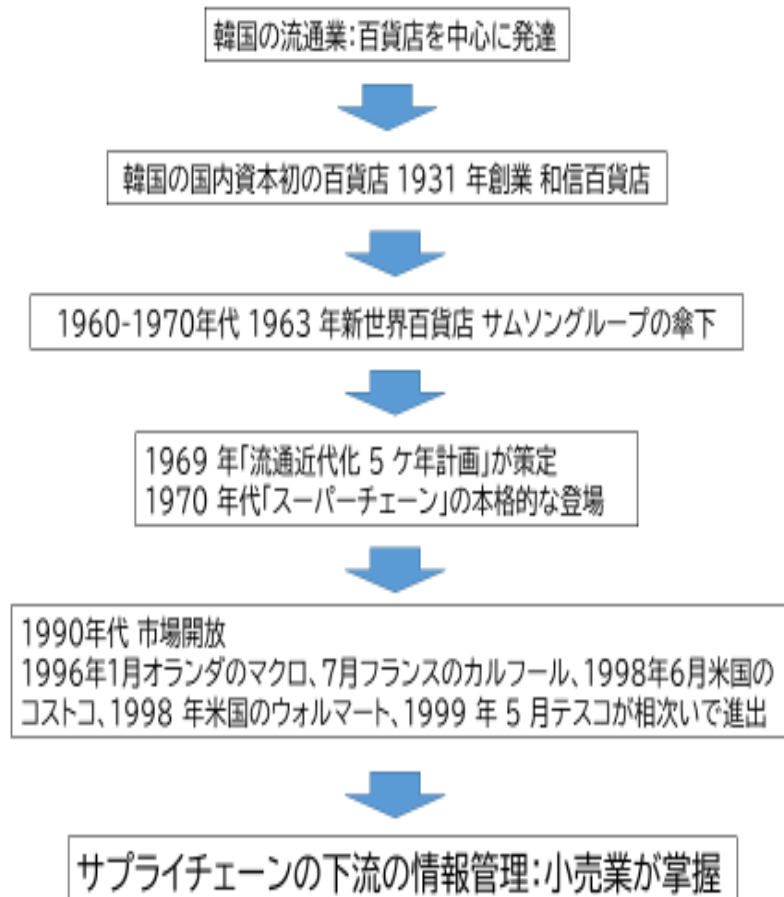 韓国の流通業:百貨店を中心に発達
韓国の国内資本初の百貨店 1931 年創業 和信百貨店
1960-1970年代 1963 年新世界百貨店 サムソングループの傘下
1969 年「流通近代化 5 ケ年計画」が策定
1970 年代「スーパーチェーン」の本格的な登場
1990年代 市場開放
1996年1月オランダのマクロ、7月フランスのカルフール、1998年6月米国の
コストコ、1998 年米国のウォルマート、1999 年 5 月テスコが相次いで進出
サプライチェーンの下流の情報管理:小売業が掌握